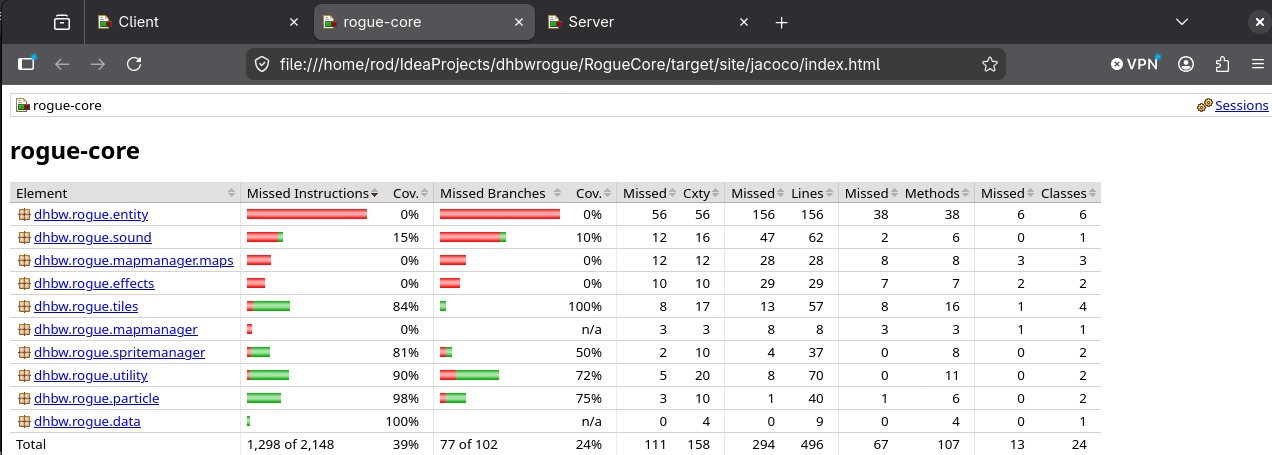 Client rogue-core Server
VPN
file:///home/rod/IdeaProjects/dhbwrogue/RogueCore/target/site/jacoco/index.html
rogue-core Sessions
rogue-core
Element Missed Instructions Cov. Missed Branches Cov. Missed Cxty Missed Lines Missed Methods Missed Classes
dhbw.rogue.entity 0% 0% 56 56 156 156 38 38 6 6
dhbw.rogue.sound 15% 10% 12 16 47 62 2 6 0 1
dhbw.rogue.mapmanager.maps 0% 0% 12 12 28 28 8 8 3 3
dhbw.rogue.effects 0% 0% 10 10 29 29 7 7 2 2
dhbw.rogue.tiles 84% 100% 8 17 13 57 8 16 1 4
dhbw.rogue.mapmanager 0% n/a 3 3 8 8 3 3 1 1
dhbw.rogue.spritemanager 81% 50% 2 10 4 37 0 8 0 2
dhbw.rogue.utility 90% 72% 5 20 8 70 0 11 0 2
dhbw.rogue.particle 98% 75% 3 10 1 40 1 6 0 2
dhbw.rogue.data 100% n/a 0 4 0 9 0 4 0 1
Total 1,298 of 2,148 39% 77 of 102 24% 111 158 294 496 67 107 13 24